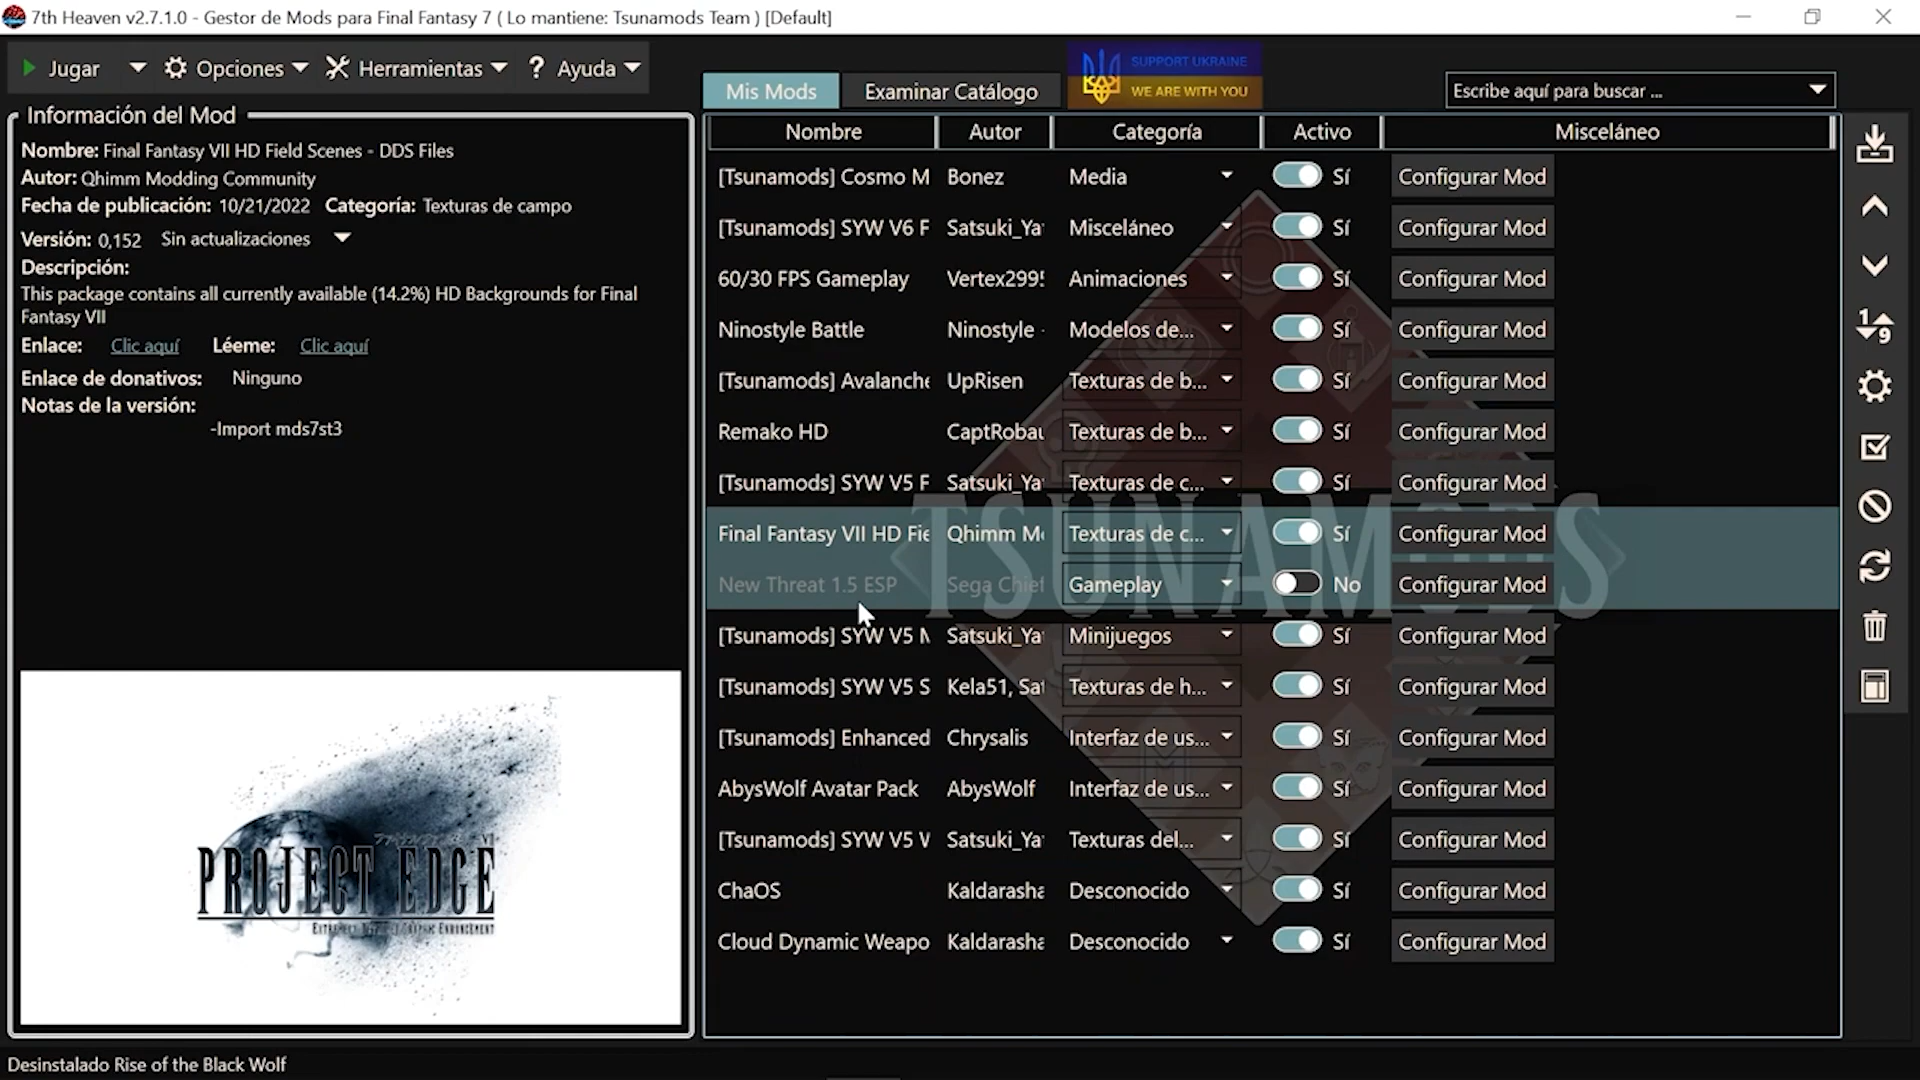 7th Heaven v2.7.1.0 - Gestor de Mods para Final Fantasy 7 ( Lo mantiene: Tsunamods Team ) [Default]
Jugar Opciones Herramientas ? Ayuda
SUPPORT UKRAINE
WE ARE WITH YOU
Mis Mods Examinar Catálogo
Escribe aquí para buscar ...
Información del Mod
Nombre: Final Fantasy VII HD Field Scenes - DDS Files
Autor: Qhimm Modding Community
Fecha de publicación: 10/21/2022 Categoría: Texturas de campo
Versión: 0,152 Sin actualizaciones
Descripción:
This package contains all currently available (14.2%) HD Backgrounds for Final
Fantasy VII
Enlace: Clic aquí Léeme: Clic aquí
Enlace de donativos: Ninguno
Notas de la versión:
-Import mds7st3
PROJECT EDGE
Nombre Autor Categoría Activo Misceláneo
[Tsunamods] Cosmo M Bonez Media Sí Configurar Mod
[Tsunamods] SYW V6 F Satsuki_Ya Misceláneo Sí Configurar Mod
60/30 FPS Gameplay Vertex2995 Animaciones Sí Configurar Mod
Ninostyle Battle Ninostyle - Modelos de... Sí Configurar Mod
[Tsunamods] Avalanche UpRisen Texturas de b... Sí Configurar Mod
Remako HD CaptRobau Texturas de b... Sí Configurar Mod
[Tsunamods] SYW V5 F Satsuki_Ya Texturas de c... Sí Configurar Mod
Final Fantasy VII HD Fie Qhimm Mo Texturas de c... Sí Configurar Mod
New Threat 1.5 ESP Sega Chief Gameplay No Configurar Mod
[Tsunamods] SYW V5 M Satsuki_Ya Minijuegos Sí Configurar Mod
[Tsunamods] SYW V5 S Kela51, Sat Texturas de h... Sí Configurar Mod
[Tsunamods] Enhanced Chrysalis Interfaz de us... Sí Configurar Mod
AbysWolf Avatar Pack AbysWolf Interfaz de us... Sí Configurar Mod
[Tsunamods] SYW V5 W Satsuki_Ya Texturas del... Sí Configurar Mod
ChaOS Kaldarasha Desconocido Sí Configurar Mod
Cloud Dynamic Weapo Kaldarasha Desconocido Sí Configurar Mod
TSUNAMODS
1 9
Desinstalado Rise of the Black Wolf